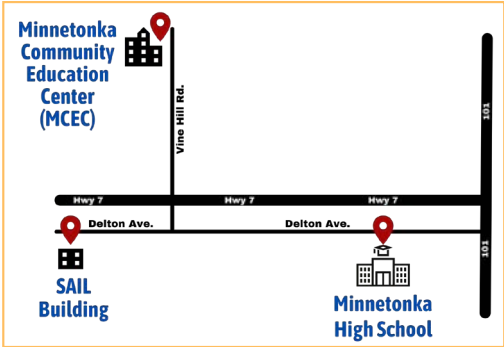 Minnetonka
Community
Education
Center
(MCEC)
Vine Hill Rd.
101
Hwy 7 Hwy 7 Hwy 7
Delton Ave. Delton Ave.
101
SAIL
Building
Minnetonka
High School